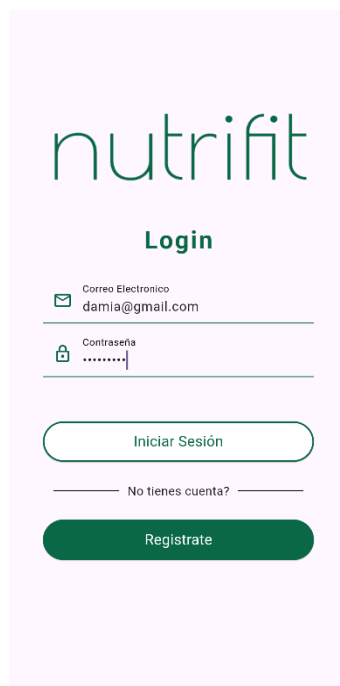 nutrifit
Login
Correo Electronico
damia@gmail.com
Contraseña
•••••••••
Iniciar Sesión
No tienes cuenta?
Registrate